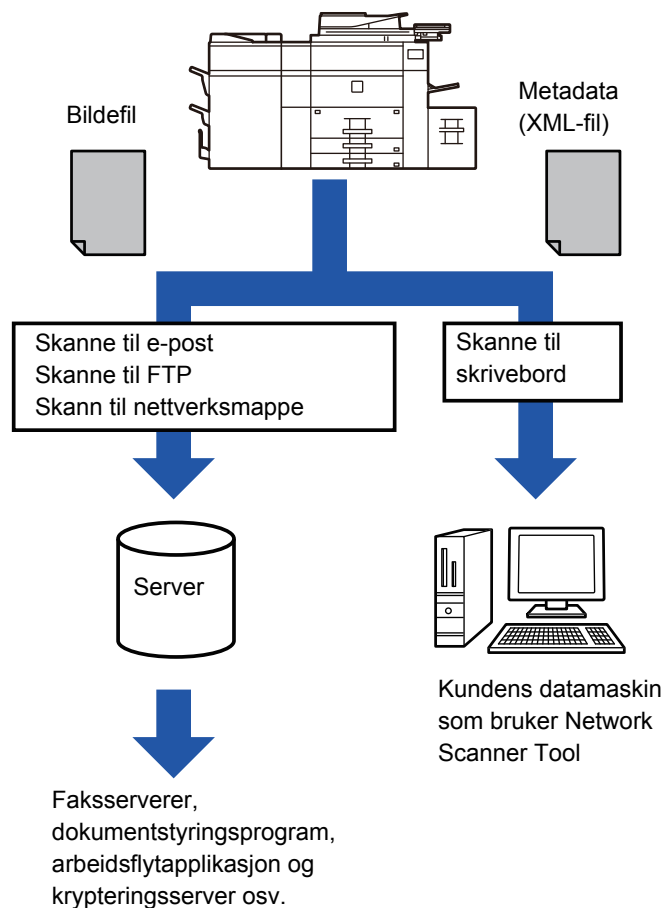 Bildefil
Metadata
(XML-fil)
Skanne til e-post
Skanne til FTP
Skann til nettverksmappe
Skanne til
skrivebord
Server
Kundens datamaskin
som bruker Network
Scanner Tool
Faksserverer,
dokumentstyringsprogram,
arbeidsflytapplikasjon og
krypteringsserver osv.